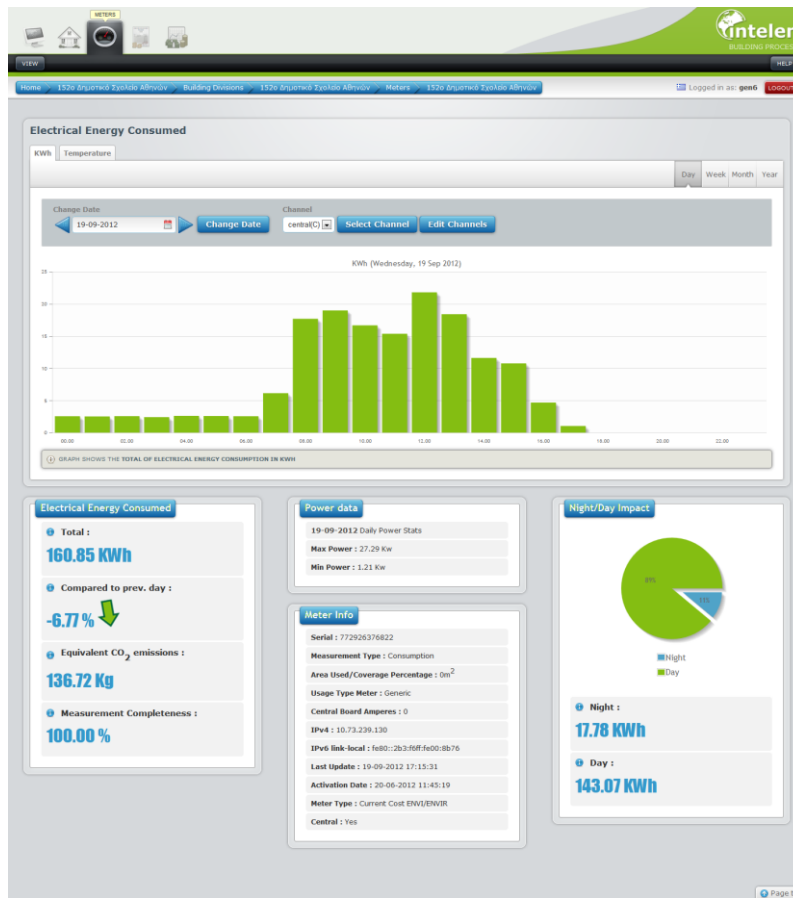 METERS
inteler
BUILDING PROCE
VIEW
HELP
Home 152ο Δημοτικό Σχολείο Αθηνών Building Divisions 152ο Δημοτικό Σχολείο Αθηνών Meters 152ο Δημοτικό Σχολείο Αθηνών
Logged in as: gen6 LOGOUT
Electrical Energy Consumed
KWh Temperature
Day Week Month Year
Change Date Channel
19-09-2012 Change Date central(C) Select Channel Edit Channels
KWh (Wednesday, 19 Sep 2012)
25
20
15
10
5
0
00.00 02.00 04.00 06.00 08.00 10.00 12.00 14.00 16.00 18.00 20.00 22.00
GRAPH SHOWS THE TOTAL OF ELECTRICAL ENERGY CONSUMPTION IN KWH
Electrical Energy Consumed
Total :
160.85 KWh
Compared to prev. day :
-6.77 %
Equivalent CO2 emissions :
136.72 Kg
Measurement Completeness :
100.00 %
Power data
19-09-2012 Daily Power Stats
Max Power : 27.29 Kw
Min Power : 1.21 Kw
Meter Info
Serial : 772926376822
Measurement Type : Consumption
Area Used/Coverage Percentage : 0m2
Usage Type Meter : Generic
Central Board Amperes : 0
IPv4 : 10.73.239.130
IPv6 link-local : fe80::2b3:f6ff:fe00:8b76
Last Update : 19-09-2012 17:15:31
Activation Date : 20-06-2012 11:45:19
Meter Type : Current Cost ENVI/ENVIR
Central : Yes
Night/Day Impact
89%
11%
Night
Day
Night :
17.78 KWh
Day :
143.07 KWh
Page t